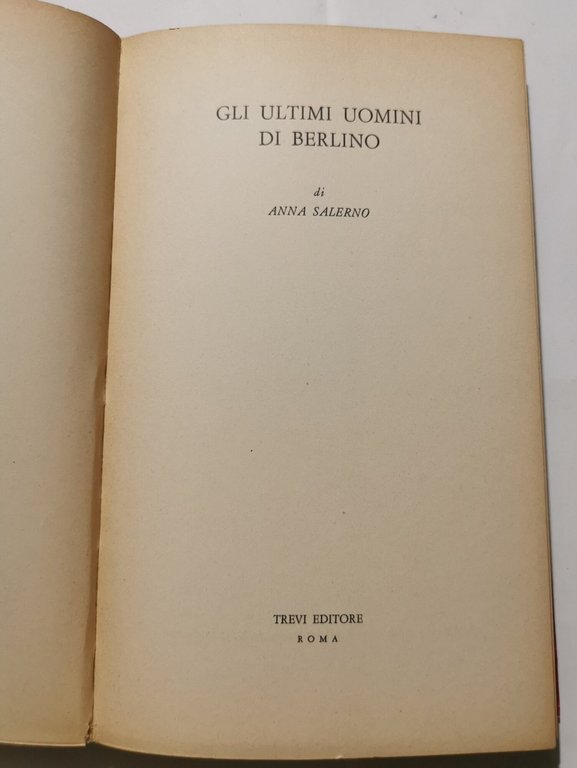 GLI ULTIMI UOMINI
DI BERLINO
di
ANNA SALERNO
TREVI EDITORE
ROMA